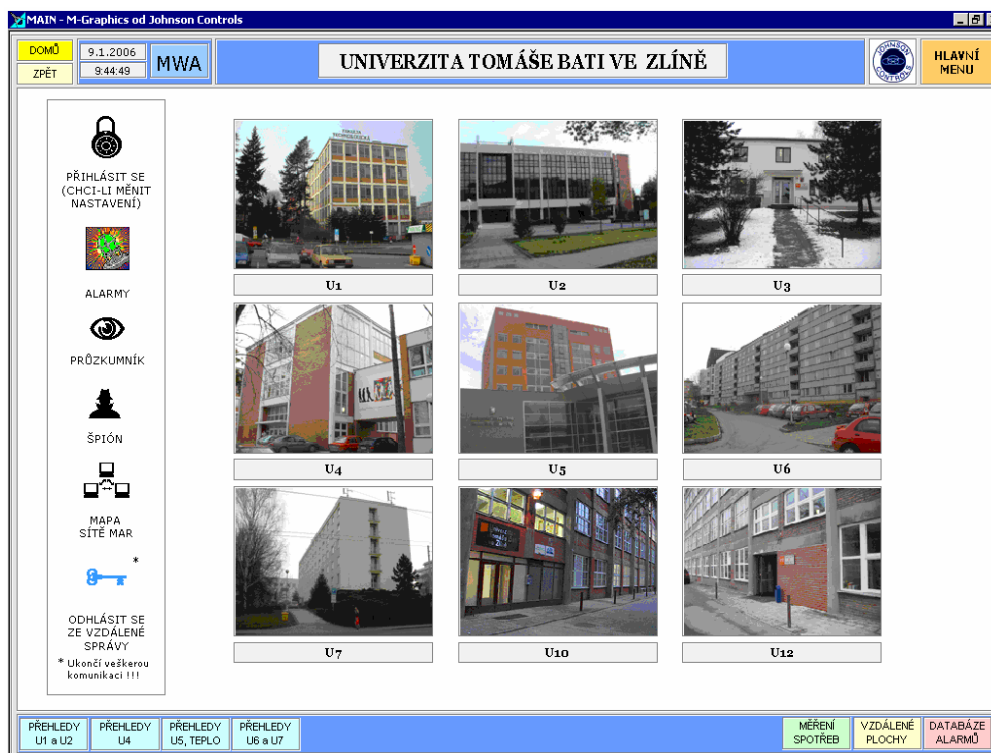 MAIN - M-Graphics od Johnson Controls
DOMŮ
ZPĚT
9.1.2006
9:44:49
MWA
UNIVERZITA TOMÁŠE BATI VE ZLÍNĚ
JOHNSON CONTROLS
HLAVNÍ
MENU
PŘIHLÁSIT SE
(CHCI-LI MĚNIT
NASTAVENÍ)
ALARMY
PRŮZKUMNÍK
ŠPIÓN
MAPA
SÍTĚ MAR
*
ODHLÁSIT SE
ZE VZDÁLENÉ
SPRÁVY
* Ukončí veškerou
komunikaci !!!
U1
U2
U3
U4
U5
U6
U7
U10
U12
PŘEHLEDY
U1 a U2
PŘEHLEDY
U4
PŘEHLEDY
U5, TEPLO
PŘEHLEDY
U6 a U7
MĚŘENÍ
SPOTŘEB
VZDÁLENÉ
PLOCHY
DATABÁZE
ALARMŮ